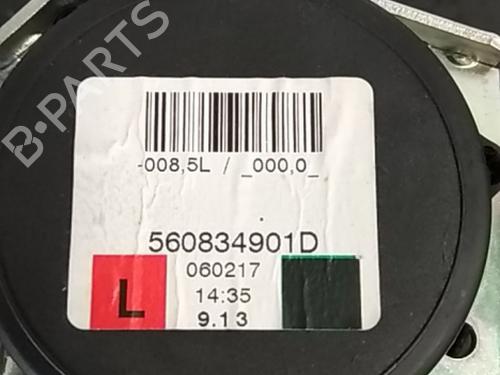 B-PARTS
-008,5L / _000,0_
560834901D
060217
L
14:35
9.13